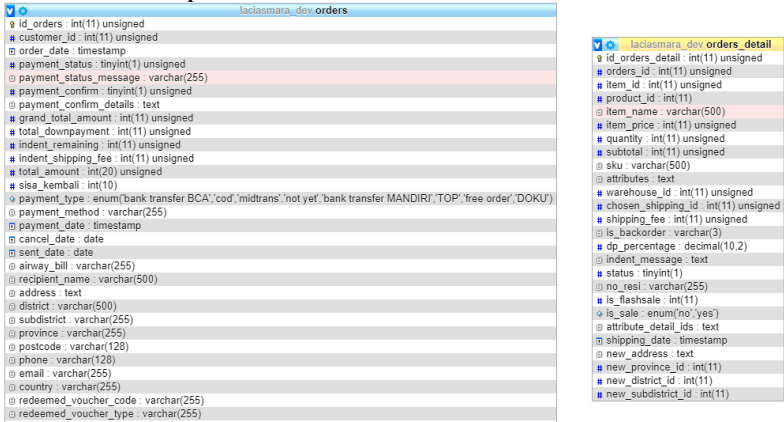 laciasmara_dev orders
id_orders : int(11) unsigned
customer_id : int(11) unsigned
order_date : timestamp
payment_status : tinyint(1) unsigned
payment_status_message : varchar(255)
payment_confirm : tinyint(1) unsigned
payment_confirm_details : text
grand_total_amount : int(11) unsigned
total_downpayment : int(11) unsigned
indent_remaining : int(11) unsigned
indent_shipping_fee : int(11) unsigned
total_amount : int(20) unsigned
sisa_kembali : int(10)
payment_type : enum('bank transfer BCA','cod','midtrans','not yet','bank transfer MANDIRI','TOP','free order','DOKU')
payment_method : varchar(255)
payment_date : timestamp
cancel_date : date
sent_date : date
airway_bill : varchar(255)
recipient_name : varchar(500)
address : text
district : varchar(500)
subdistrict : varchar(255)
province : varchar(255)
postcode : varchar(128)
phone : varchar(128)
email : varchar(255)
country : varchar(255)
redeemed_voucher_code : varchar(255)
redeemed_voucher_type : varchar(255)
laciasmara_dev orders_detail
id_orders_detail : int(11) unsigned
orders_id : int(11) unsigned
item_id : int(11) unsigned
product_id : int(11)
item_name : varchar(500)
item_price : int(11) unsigned
quantity : int(11) unsigned
subtotal : int(11) unsigned
sku : varchar(500)
attributes : text
warehouse_id : int(11) unsigned
chosen_shipping_id : int(11) unsigned
shipping_fee : int(11) unsigned
is_backorder : varchar(3)
dp_percentage : decimal(10,2)
indent_message : text
status : tinyint(1)
no_resi : varchar(255)
is_flashsale : int(11)
is_sale : enum('no','yes')
attribute_detail_ids : text
shipping_date : timestamp
new_address : text
new_province_id : int(11)
new_district_id : int(11)
new_subdistrict_id : int(11)